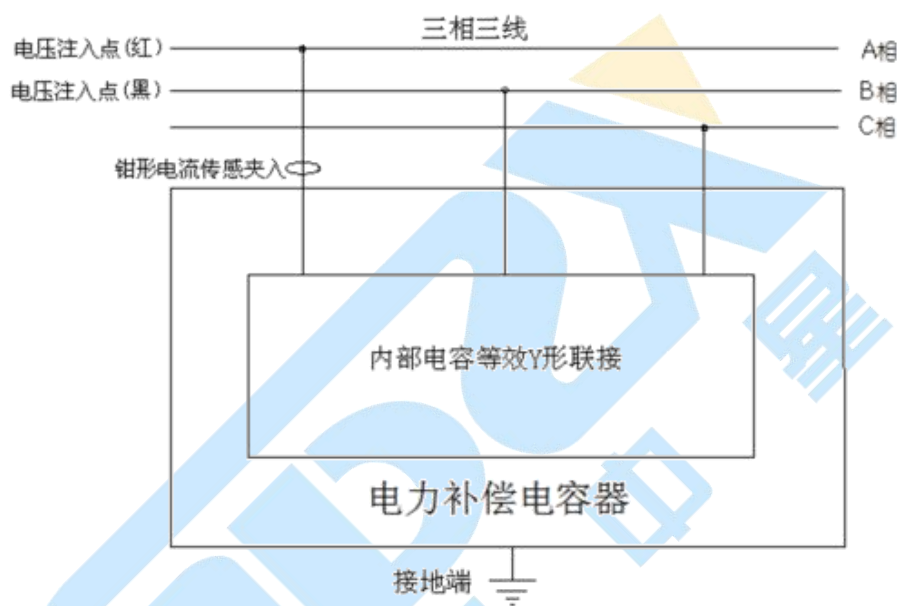 三相三线
电压注入点(红)
A相
电压注入点(黑)
B相
C相
钳形电流传感夹入
内部电容等效Y形联接
电力补偿电容器
接地端
中星